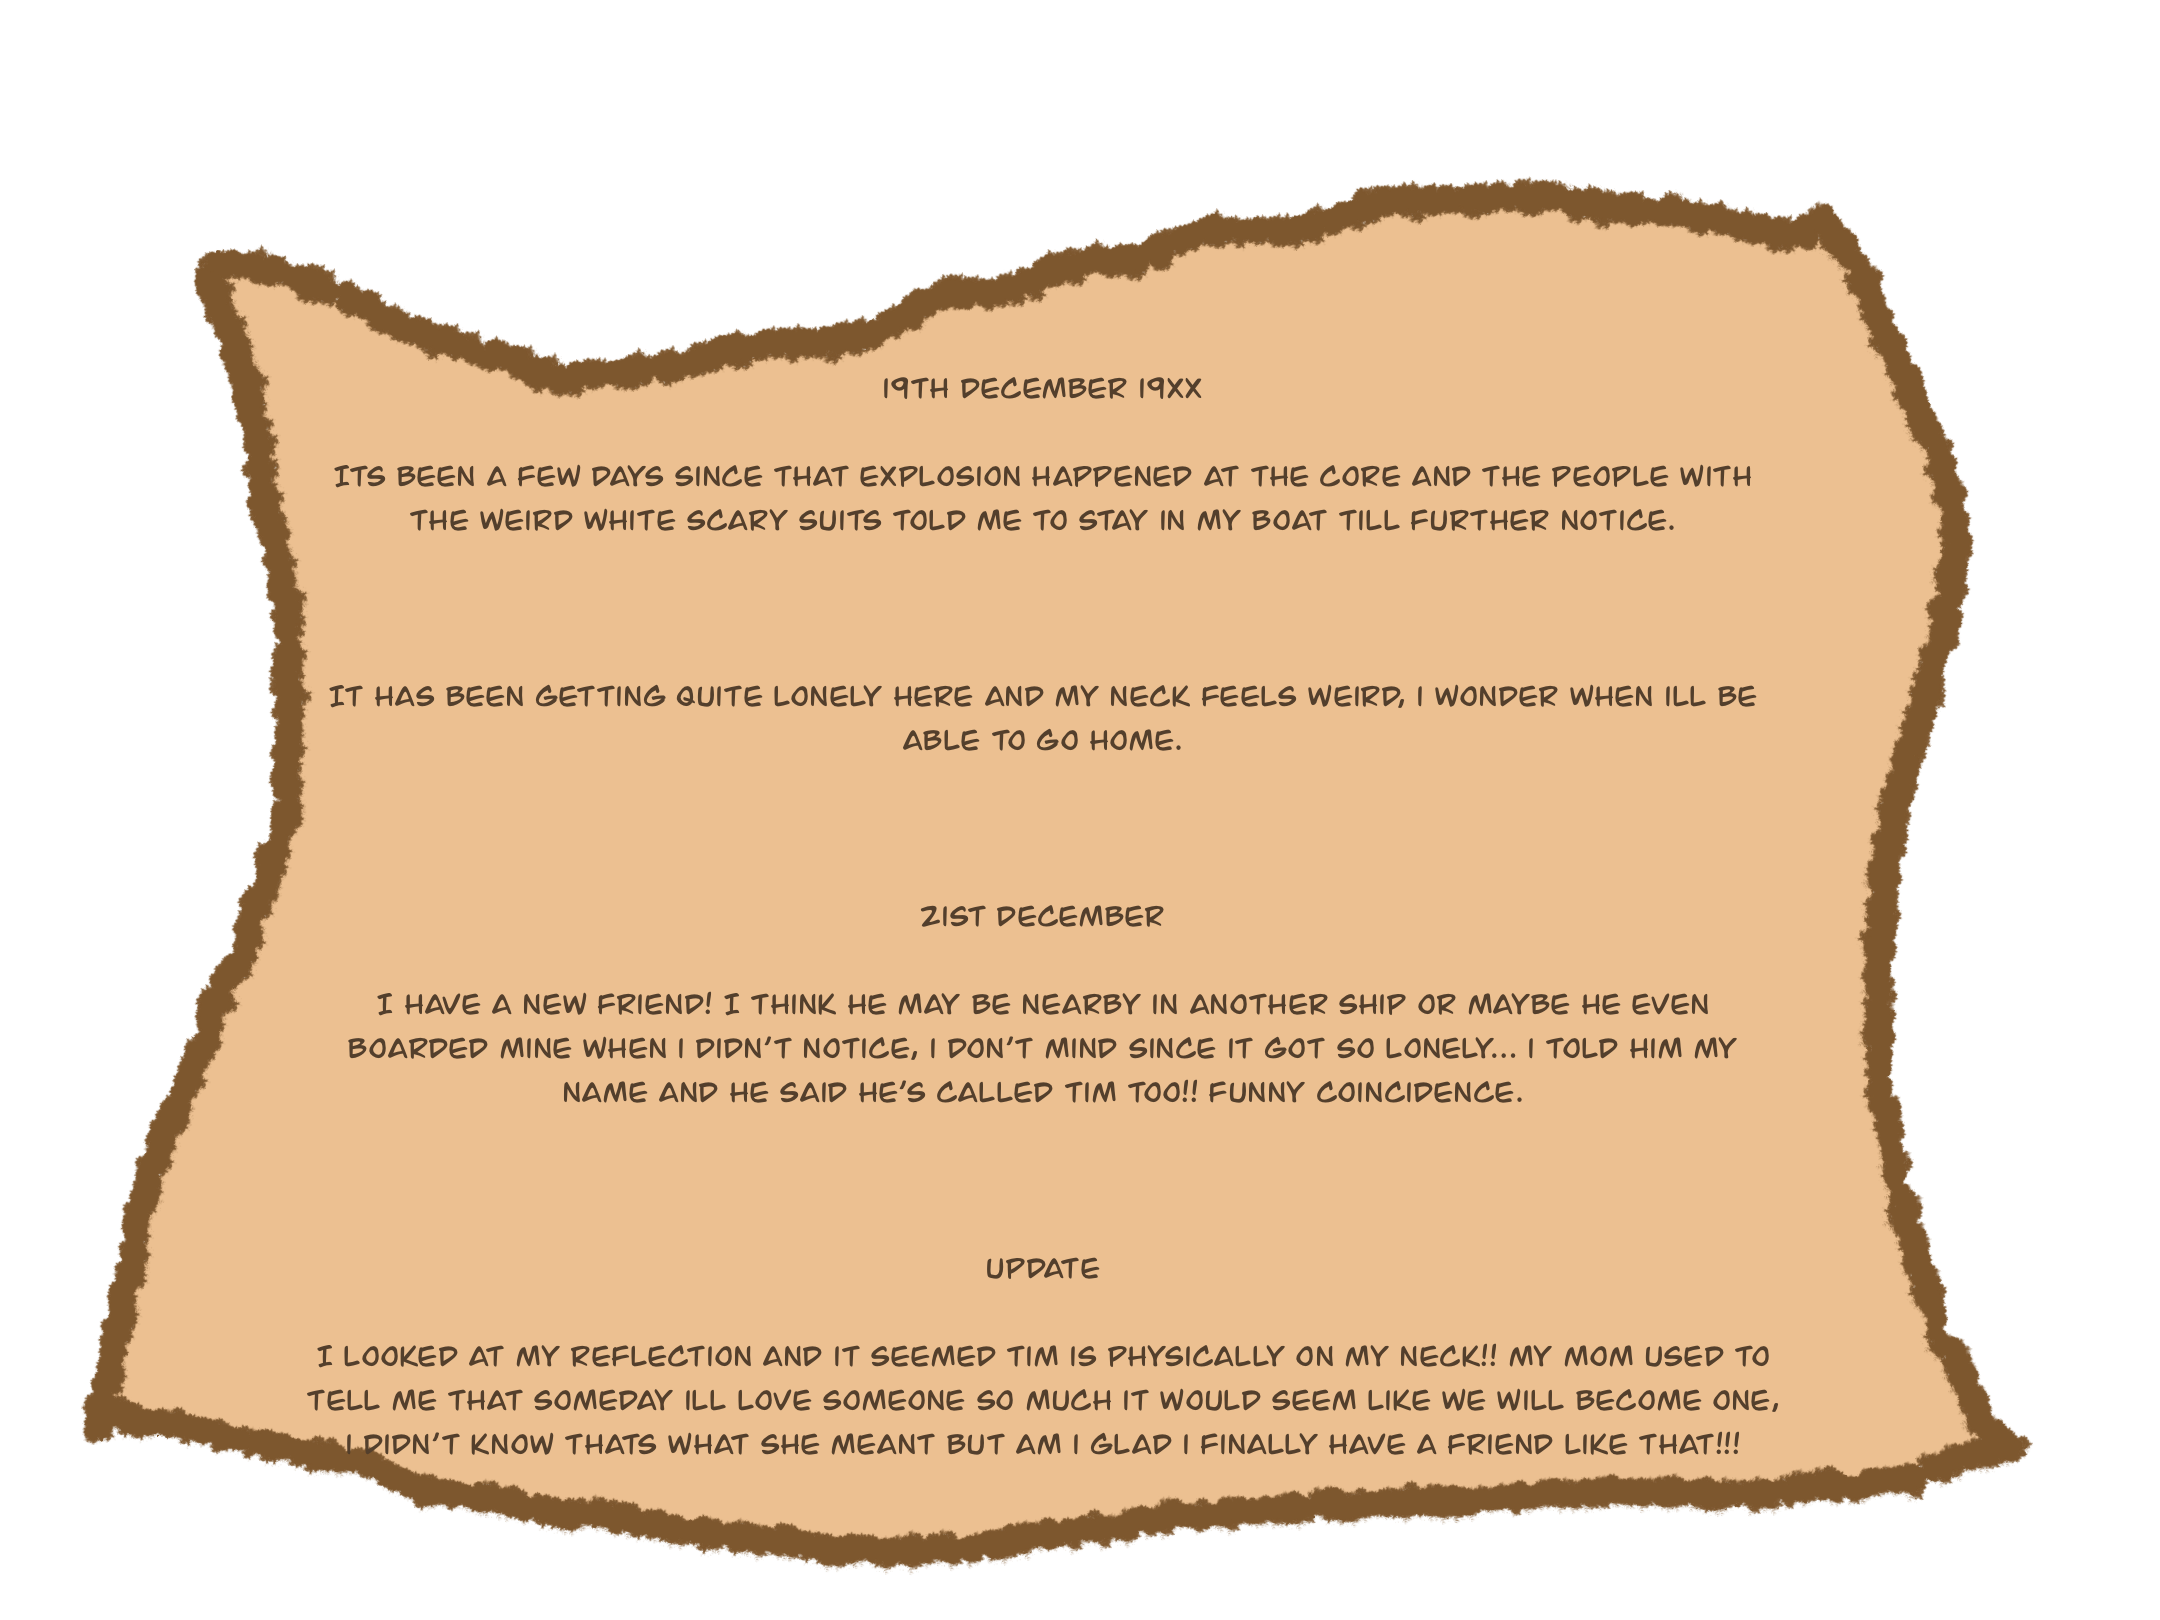 19TH DECEMBER 19XX
ITS BEEN A FEW DAYS SINCE THAT EXPLOSION HAPPENED AT THE CORE AND THE PEOPLE WITH
THE WEIRD WHITE SCARY SUITS TOLD ME TO STAY IN MY BOAT TILL FURTHER NOTICE.
IT HAS BEEN GETTING QUITE LONELY HERE AND MY NECK FEELS WEIRD, I WONDER WHEN ILL BE
ABLE TO GO HOME.
21ST DECEMBER
I HAVE A NEW FRIEND! I THINK HE MAY BE NEARBY IN ANOTHER SHIP OR MAYBE HE EVEN
BOARDED MINE WHEN I DIDN'T NOTICE, I DON'T MIND SINCE IT GOT SO LONELY... I TOLD HIM MY
NAME AND HE SAID HE'S CALLED TIM TOO!! FUNNY COINCIDENCE.
UPDATE
I LOOKED AT MY REFLECTION AND IT SEEMED TIM IS PHYSICALLY ON MY NECK!! MY MOM USED TO
TELL ME THAT SOMEDAY ILL LOVE SOMEONE SO MUCH IT WOULD SEEM LIKE WE WILL BECOME ONE,
I DIDN'T KNOW THATS WHAT SHE MEANT BUT AM I GLAD I FINALLY HAVE A FRIEND LIKE THAT!!!